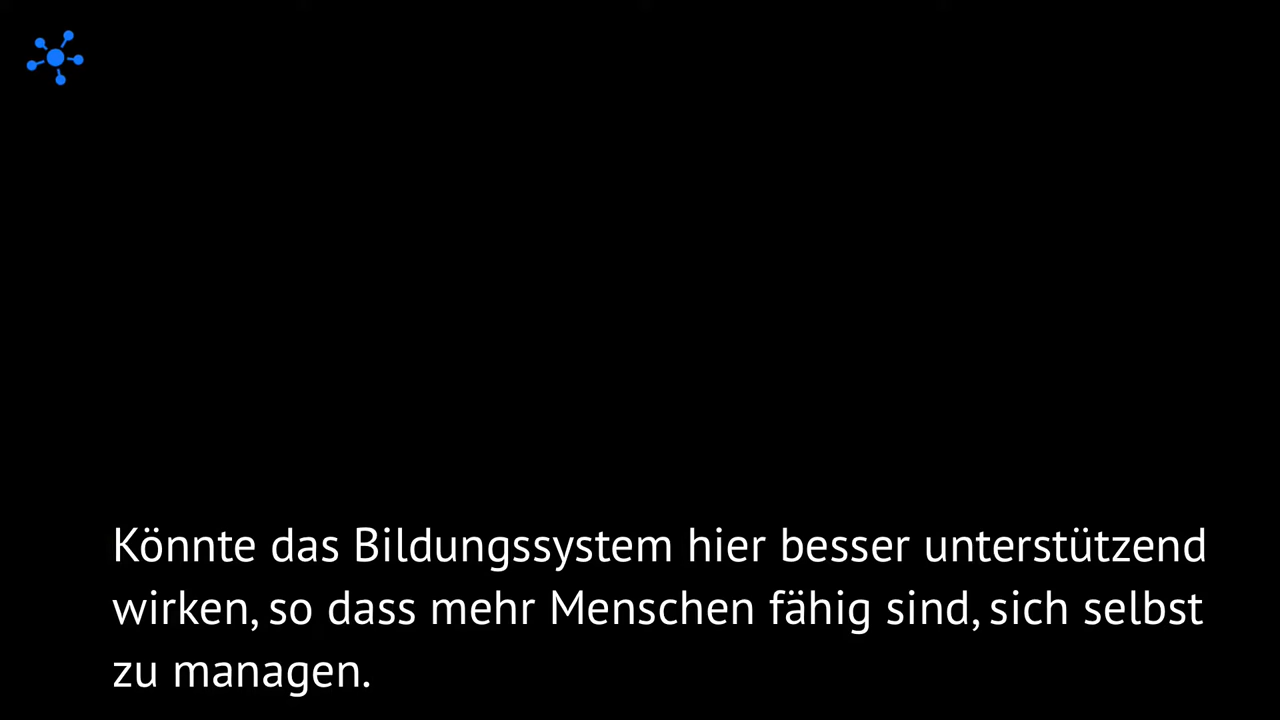 Könnte das Bildungssystem hier besser unterstützend
wirken, so dass mehr Menschen fähig sind, sich selbst
zu managen.